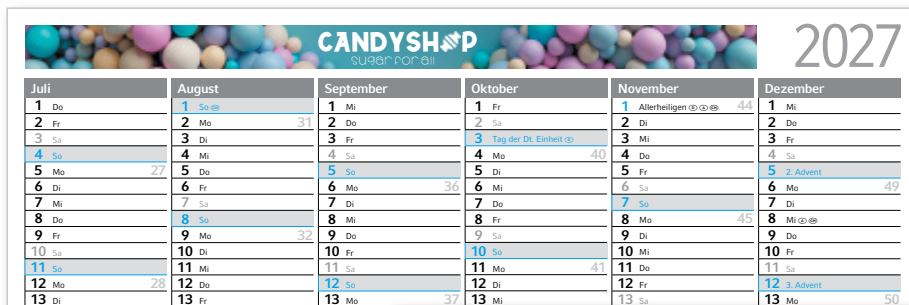 CANDYSHOP 2027
sugar for all
Juli August September Oktober November Dezember
1 Do 1 So 1 Mi 1 Fr 1 Allerheiligen 44 1 Mi
2 Fr 2 Mo 31 2 Do 2 Sa 2 Di 2 Do
3 Sa 3 Di 3 Fr 3 Tag der Dt. Einheit 3 Mi 3 Fr
4 So 4 Mi 4 Sa 4 Mo 40 4 Do 4 Sa
5 Mo 27 5 Do 5 So 5 Di 5 Fr 5 2. Advent
6 Di 6 Fr 6 Mo 36 6 Mi 6 Sa 6 Mo 49
7 Mi 7 Sa 7 Di 7 Do 7 So 7 Di
8 Do 8 So 8 Mi 8 Fr 8 Mo 45 8 Mi
9 Fr 9 Mo 32 9 Do 9 Sa 9 Di 9 Do
10 Sa 10 Di 10 Fr 10 So 10 Mi 10 Fr
11 So 11 Mi 11 Sa 11 Mo 41 11 Do 11 Sa
12 Mo 28 12 Do 12 So 12 Di 12 Fr 12 3. Advent
13 Di 13 Fr 13 Mo 37 13 Mi 13 Sa 13 Mo 50